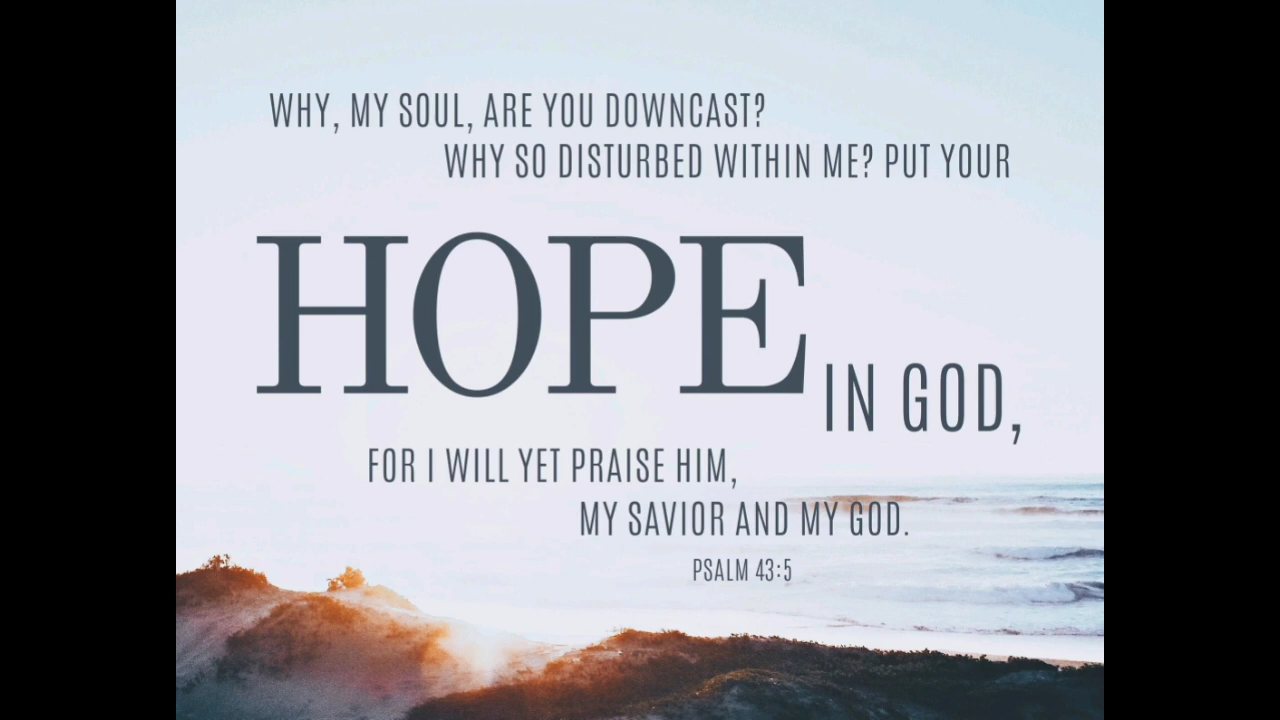 WHY, MY SOUL, ARE YOU DOWNCAST?
WHY SO DISTURBED WITHIN ME? PUT YOUR
HOPE
IN GOD,
FOR I WILL YET PRAISE HIM,
MY SAVIOR AND MY GOD.
PSALM 43:5